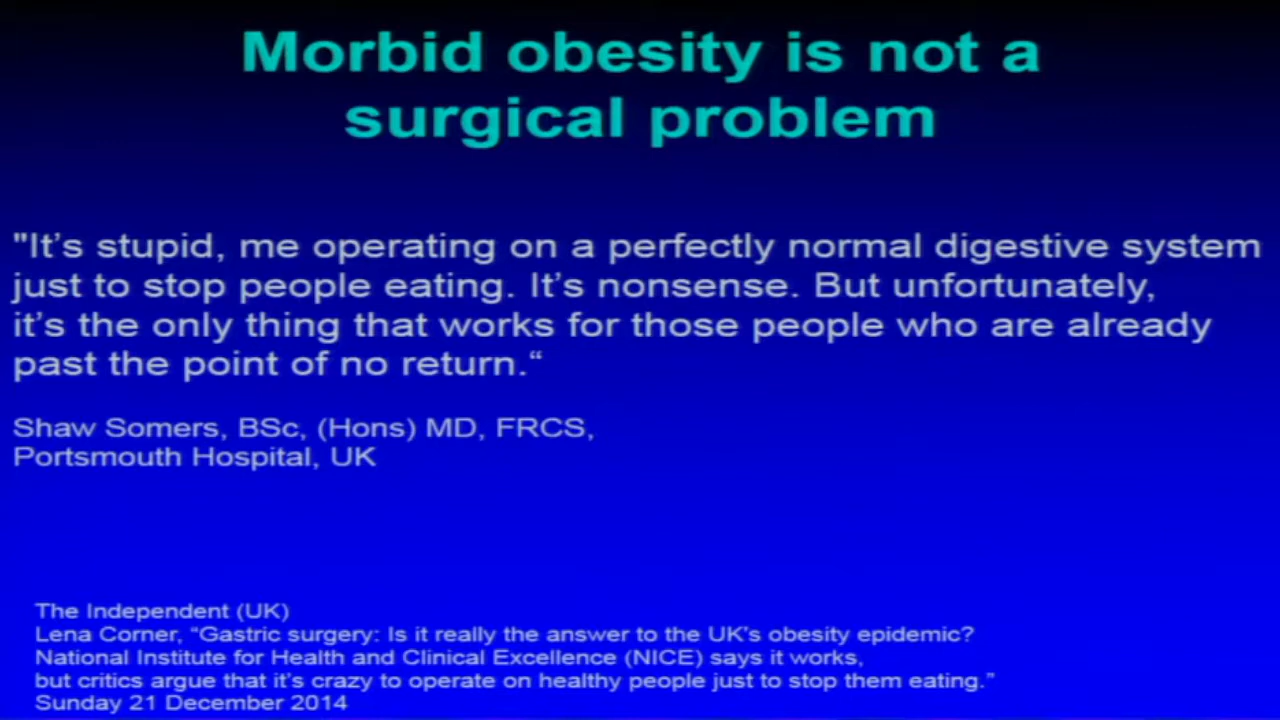 Morbid obesity is not a
surgical problem
"It’s stupid, me operating on a perfectly normal digestive system
just to stop people eating. It’s nonsense. But unfortunately,
it’s the only thing that works for those people who are already
past the point of no return.“
Shaw Somers, BSc, (Hons) MD, FRCS,
Portsmouth Hospital, UK
The Independent (UK)
Lena Corner, “Gastric surgery: Is it really the answer to the UK's obesity epidemic?
National Institute for Health and Clinical Excellence (NICE) says it works,
but critics argue that it’s crazy to operate on healthy people just to stop them eating.”
Sunday 21 December 2014